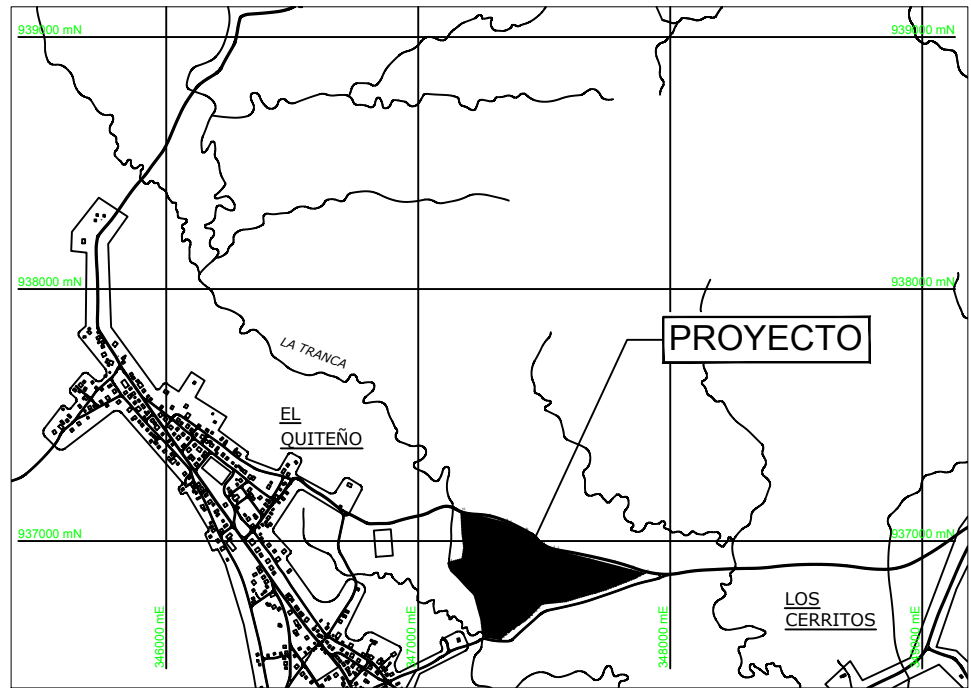 939000 mN
939000 mN
938000 mN
938000 mN
PROYECTO
LA TRANCA
EL
QUITEÑO
937000 mN
937000 mN
346000 mE
347000 mE
348000 mE
LOS
CERRITOS